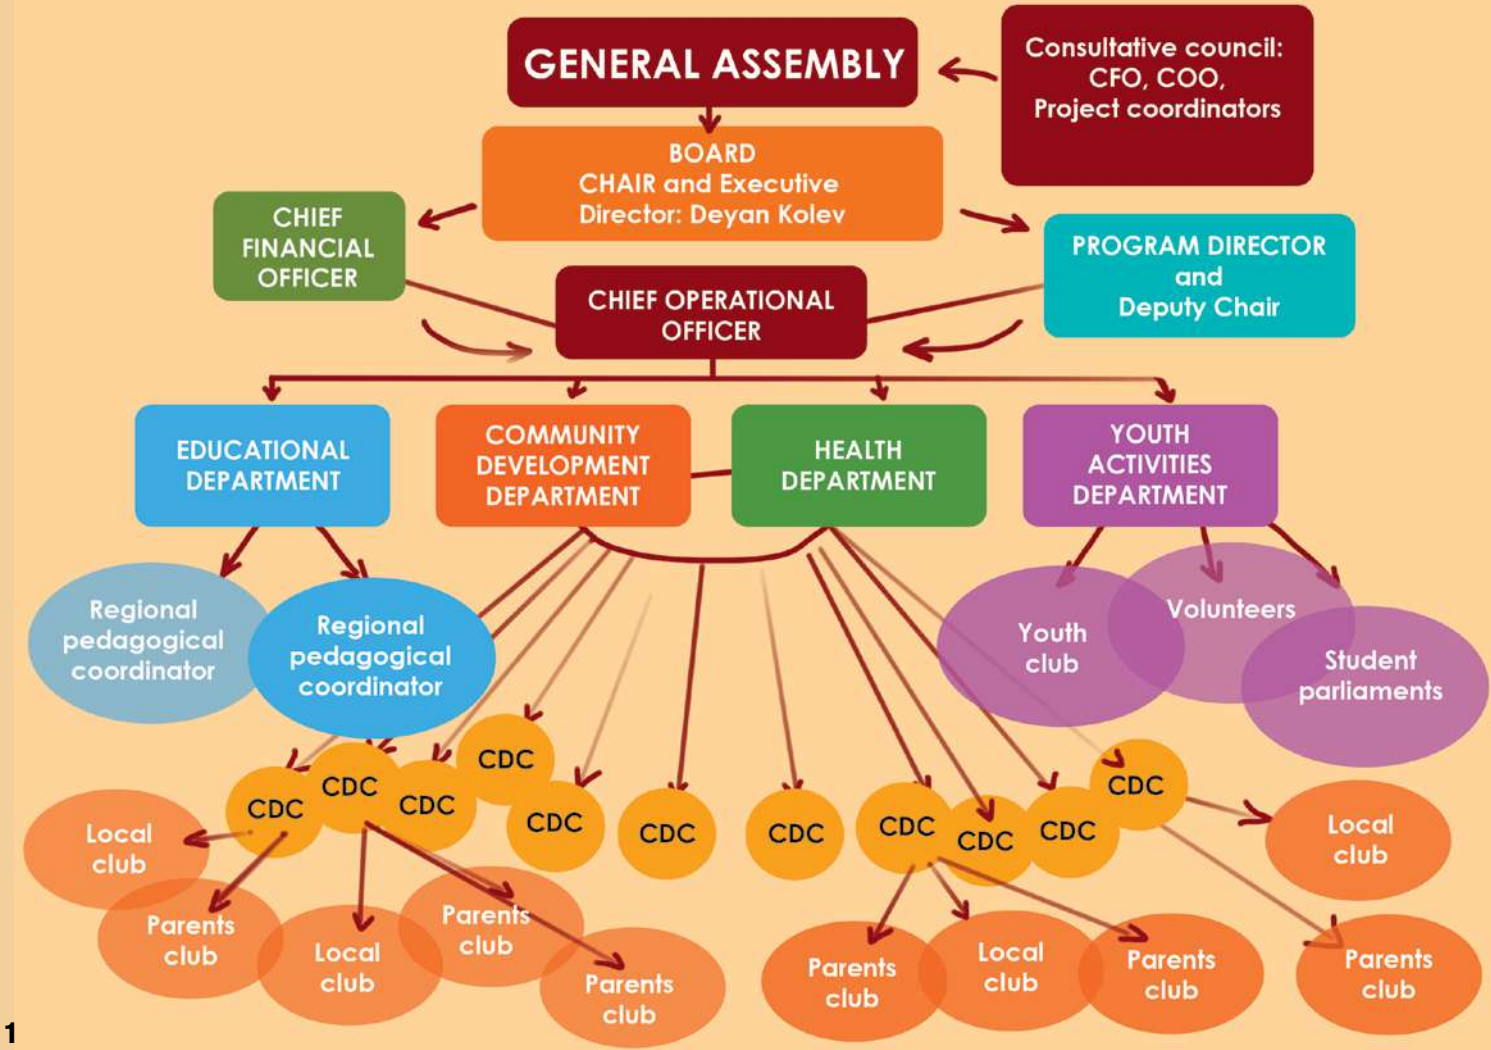 GENERAL ASSEMBLY
Consultative council:
CFO, COO,
Project coordinators
BOARD
CHAIR and Executive
Director: Deyan Kolev
CHIEF
FINANCIAL
OFFICER
PROGRAM DIRECTOR
and
Deputy Chair
CHIEF OPERATIONAL
OFFICER
EDUCATIONAL
DEPARTMENT
COMMUNITY
DEVELOPMENT
DEPARTMENT
HEALTH
DEPARTMENT
YOUTH
ACTIVITIES
DEPARTMENT
Regional
pedagogical
coordinator
Regional
pedagogical
coordinator
Youth
club
Volunteers
Student
parliaments
CDC
CDC
CDC
CDC
CDC
CDC
CDC
CDC
CDC
CDC
CDC
Local
club
Parents
club
Local
club
Parents
club
Parents
club
Parents
club
Local
club
Parents
club
Local
club
Parents
club
1